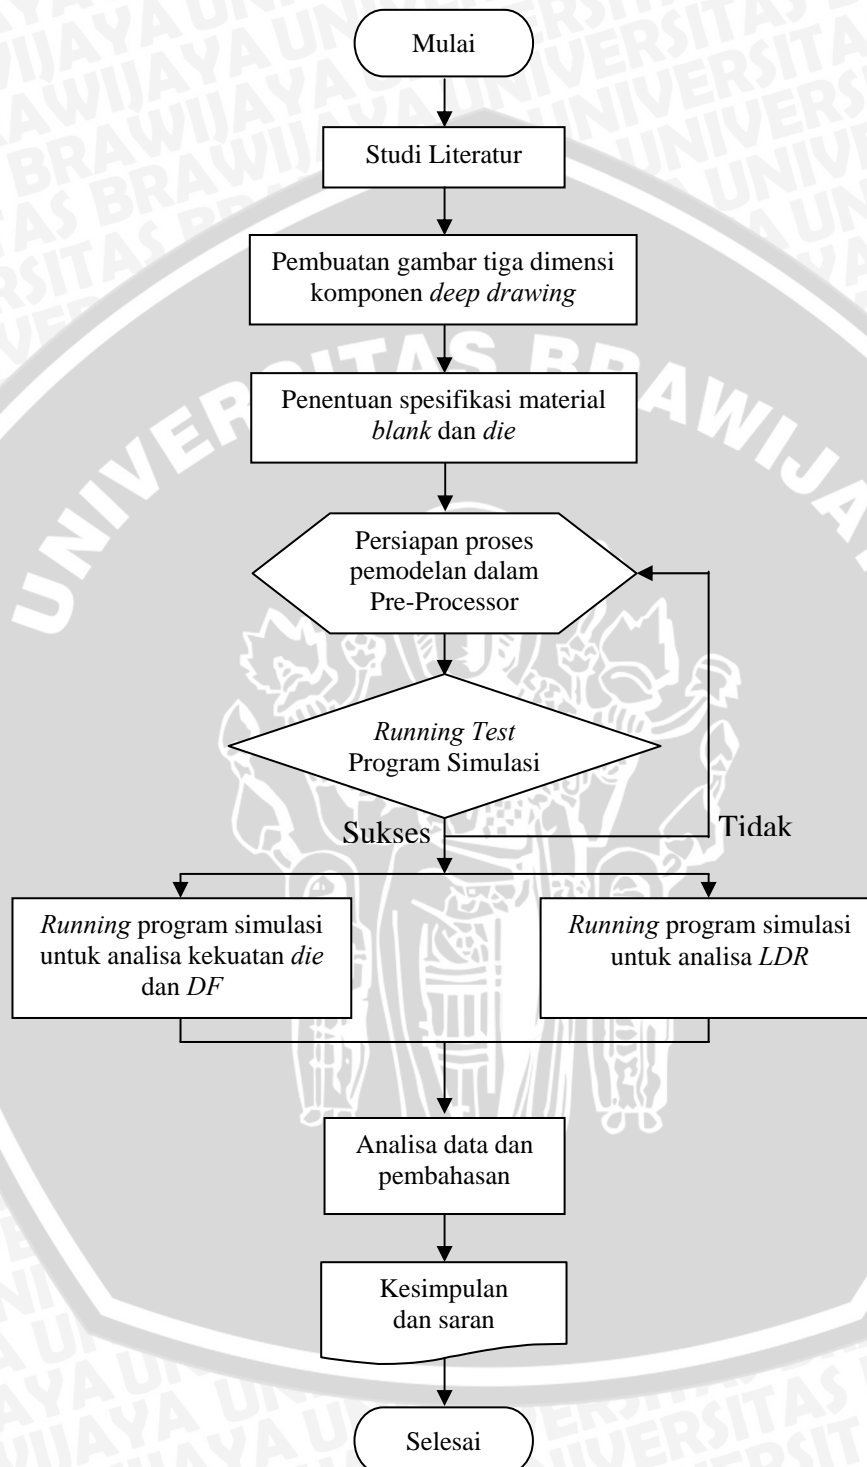 Mulai
Studi Literatur
Pembuatan gambar tiga dimensi
komponen deep drawing
Penentuan spesifikasi material
blank dan die
Persiapan proses
pemodelan dalam
Pre-Processor
Running Test
Program Simulasi
Sukses
Tidak
Running program simulasi
untuk analisa kekuatan die
dan DF
Running program simulasi
untuk analisa LDR
Analisa data dan
pembahasan
Kesimpulan
dan saran
Selesai
UNIVERSITAS BRAWIJAYA